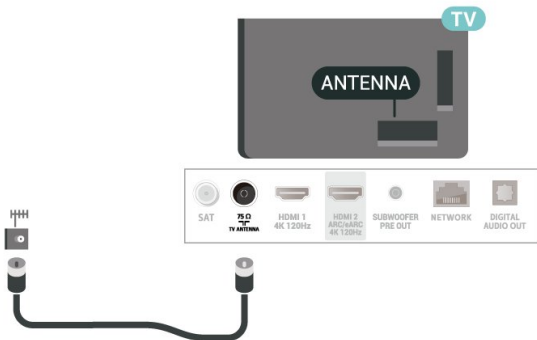 TV
ANTENNA
SAT
75 Ω
TV ANTENNA
HDMI 1
4K 120Hz
HDMI 2
ARC/eARC
4K 120Hz
SUBWOOFER
PRE OUT
NETWORK
DIGITAL
AUDIO OUT